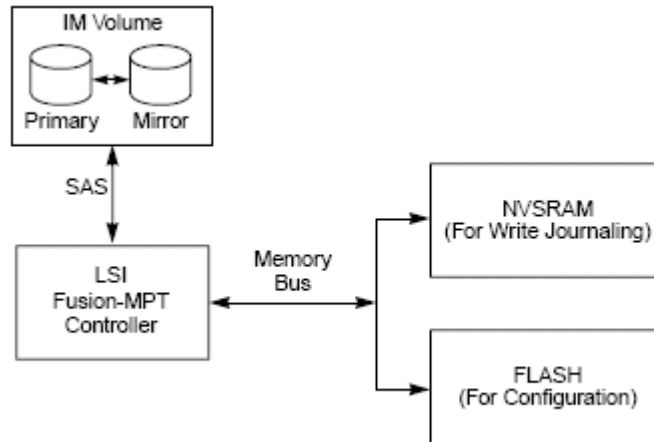 IM Volume
Primary
Mirror
SAS
LSI
Fusion-MPT
Controller
Memory
Bus
NVSRAM
(For Write Journaling)
FLASH
(For Configuration)